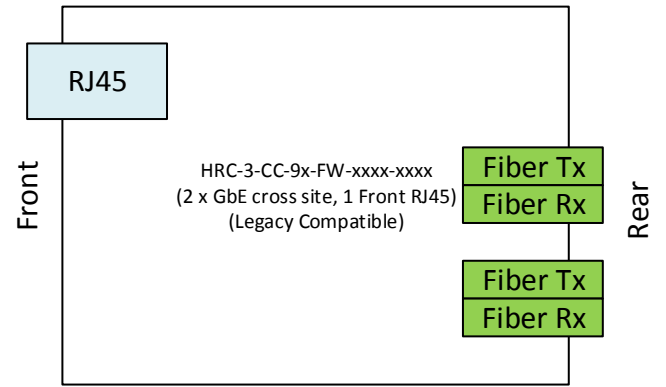 RJ45
Front
HRC-3-CC-9x-FW-xxxx-xxxx
(2 x GbE cross site, 1 Front RJ45)
(Legacy Compatible)
Fiber Tx
Fiber Rx
Fiber Tx
Fiber Rx
Rear